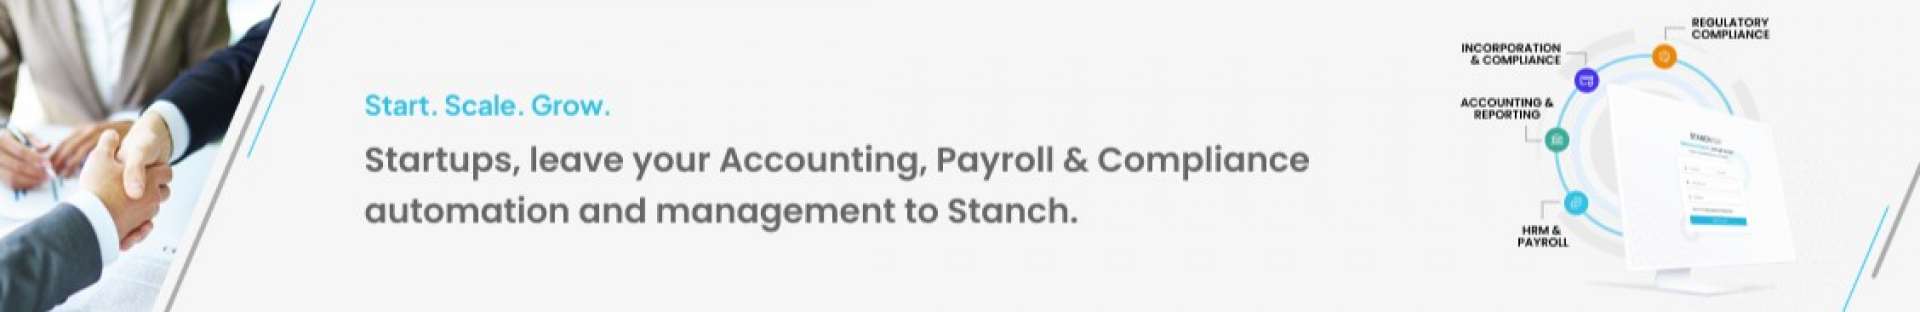 Start. Scale. Grow.
Startups, leave your Accounting, Payroll & Compliance
automation and management to Stanch.
REGULATORY
COMPLIANCE
INCORPORATION
& COMPLIANCE
ACCOUNTING &
REPORTING
HRM &
PAYROLL